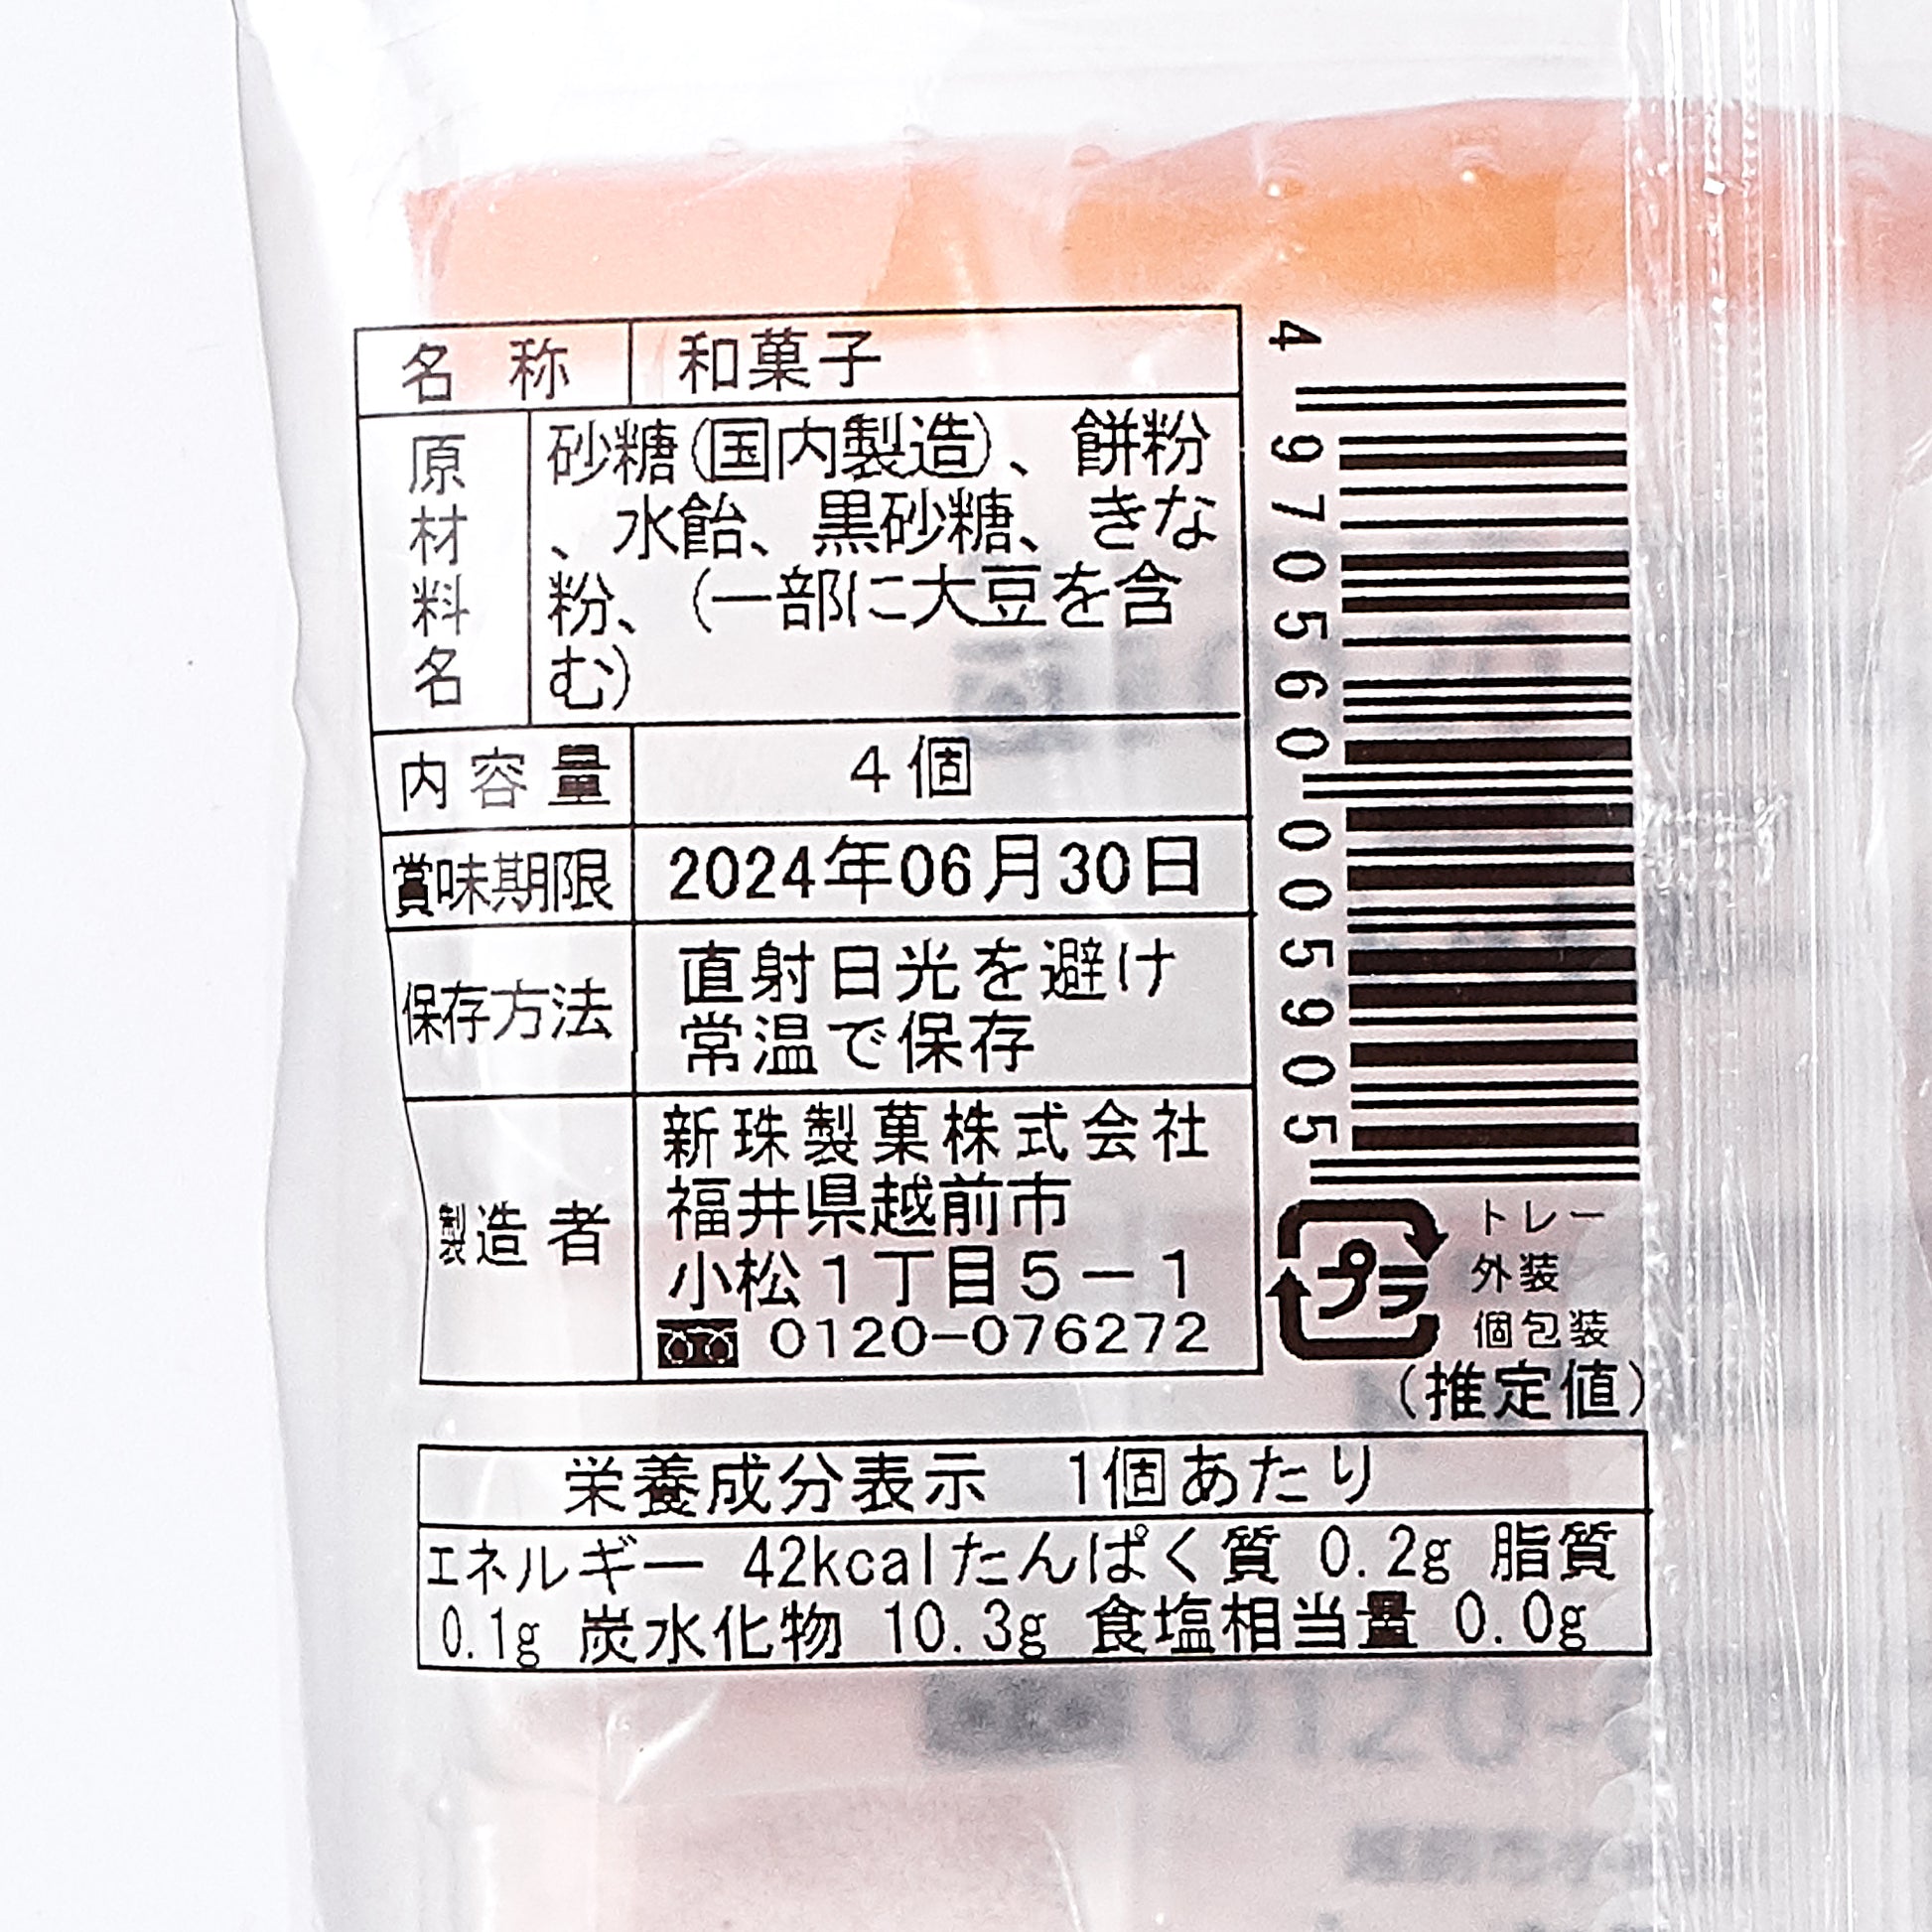 名称 和菓子
原材料名 砂糖(国内製造)、餅粉
、水飴、黒砂糖、きな
粉、(一部に大豆を含
む)
内容量 4個
賞味期限 2024年06月30日
保存方法 直射日光を避け
常温で保存
製造者 新珠製菓株式会社
福井県越前市
小松1丁目5-1
0120-076272
4970560005905
プラ
トレー
外装
個包装
(推定値)
栄養成分表示 1個あたり
エネルギー 42kcalたんぱく質 0.2g 脂質
0.1g 炭水化物 10.3g 食塩相当量 0.0g
0120-